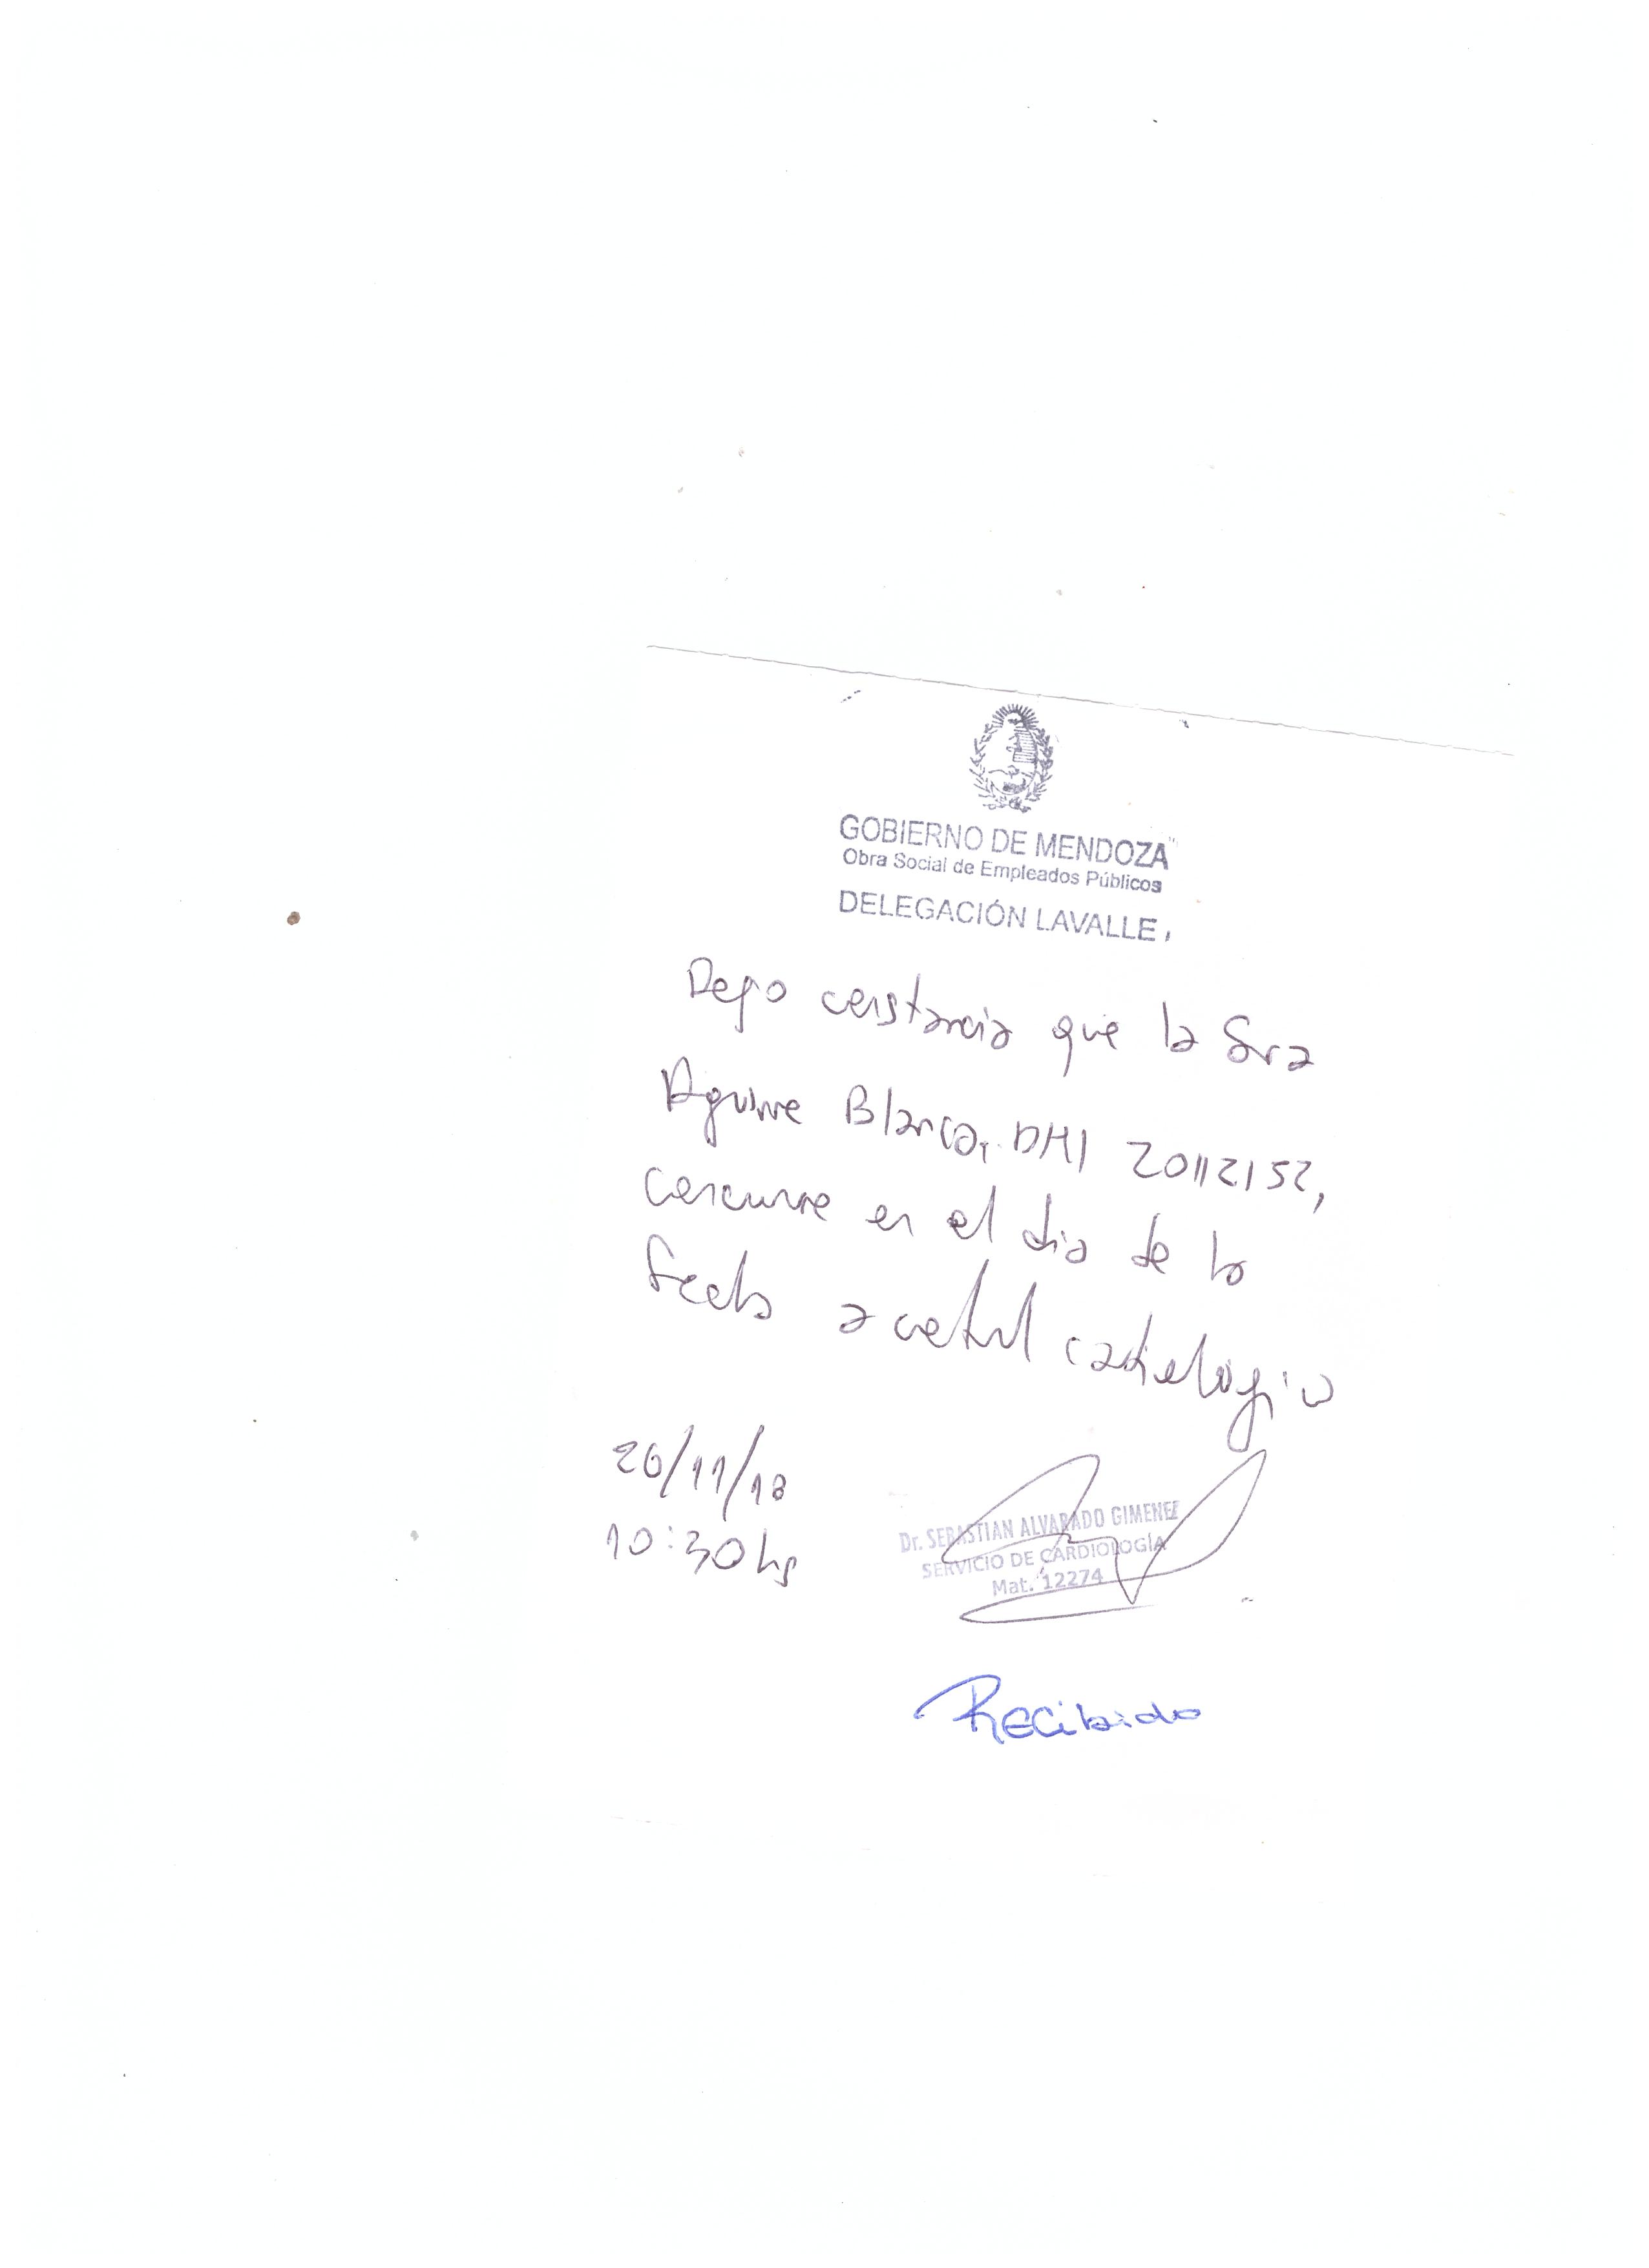 GOBIERNO DE MENDOZA
Obra Social de Empleados Públicos
DELEGACIÓN LAVALLE
Dejo constancia que la Sra
Aguirre Blanca, DNI 20112152,
concurre en el dia de la
fecha a control cardiologico
26/11/18
10:30 hs
Dr. SEBASTIAN ALVARADO GIMENEZ
SERVICIO DE CARDIOLOGÍA
Mat. 12274
Recibido